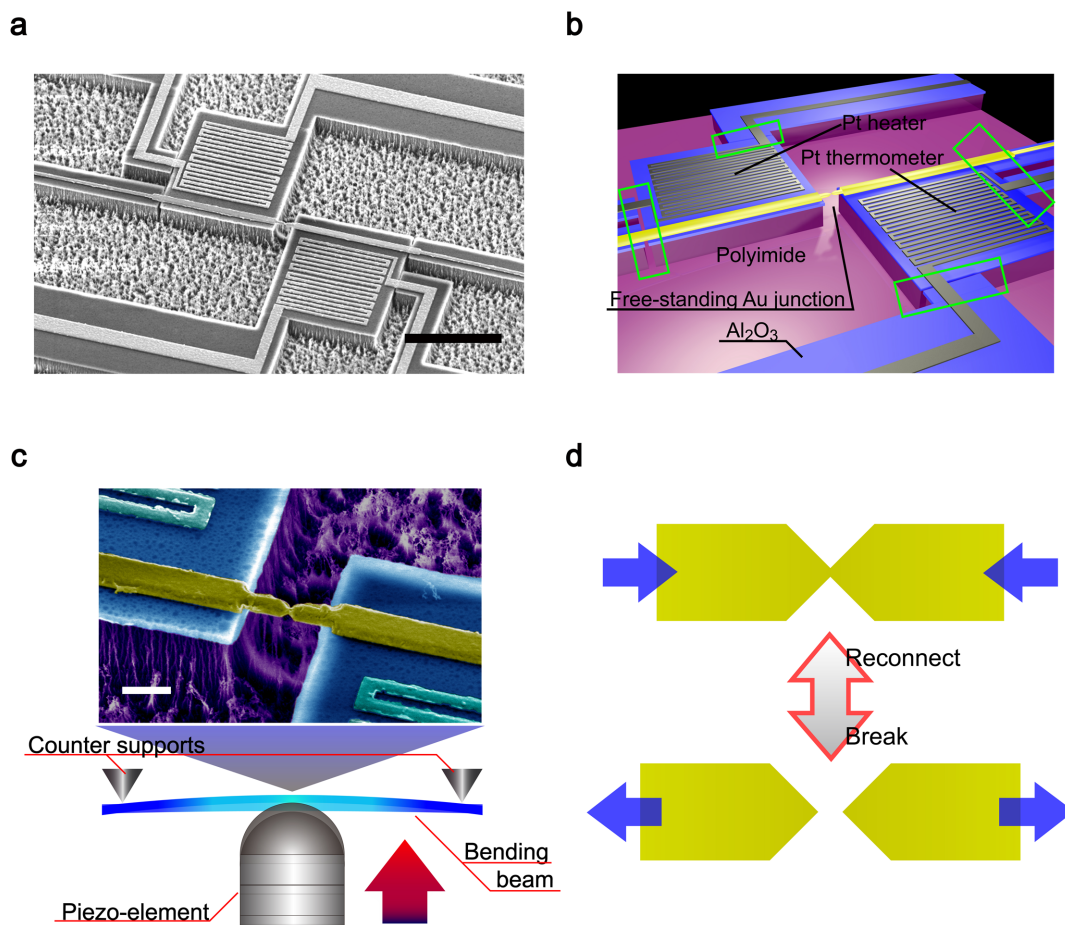 a
b
Pt heater
Pt thermometer
Polyimide
Free-standing Au junction
Al₂O₃
c
d
Reconnect
Break
Counter supports
Bending
beam
Piezo-element